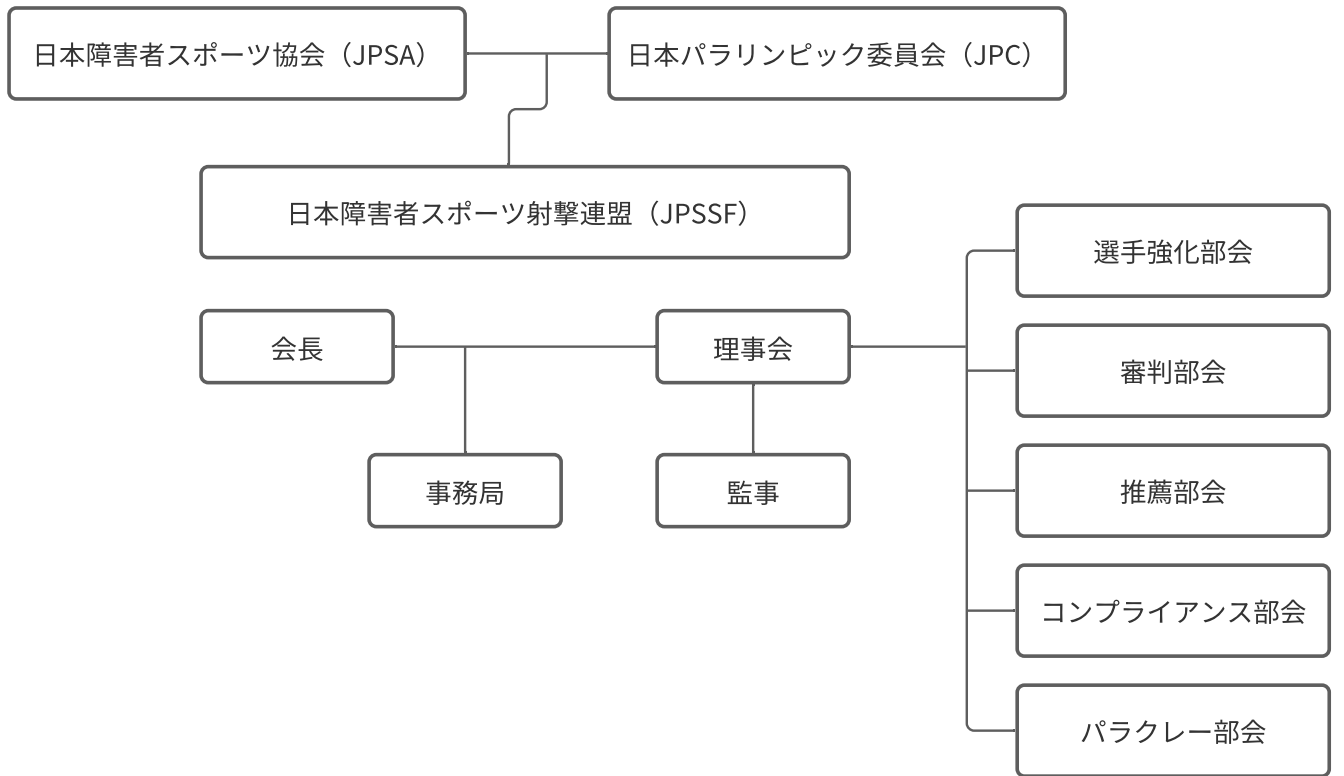 日本障害者スポーツ協会（JPSA）
日本パラリンピック委員会（JPC）
日本障害者スポーツ射撃連盟（JPSSF）
会長
理事会
事務局
監事
選手強化部会
審判部会
推薦部会
コンプライアンス部会
パラクレー部会